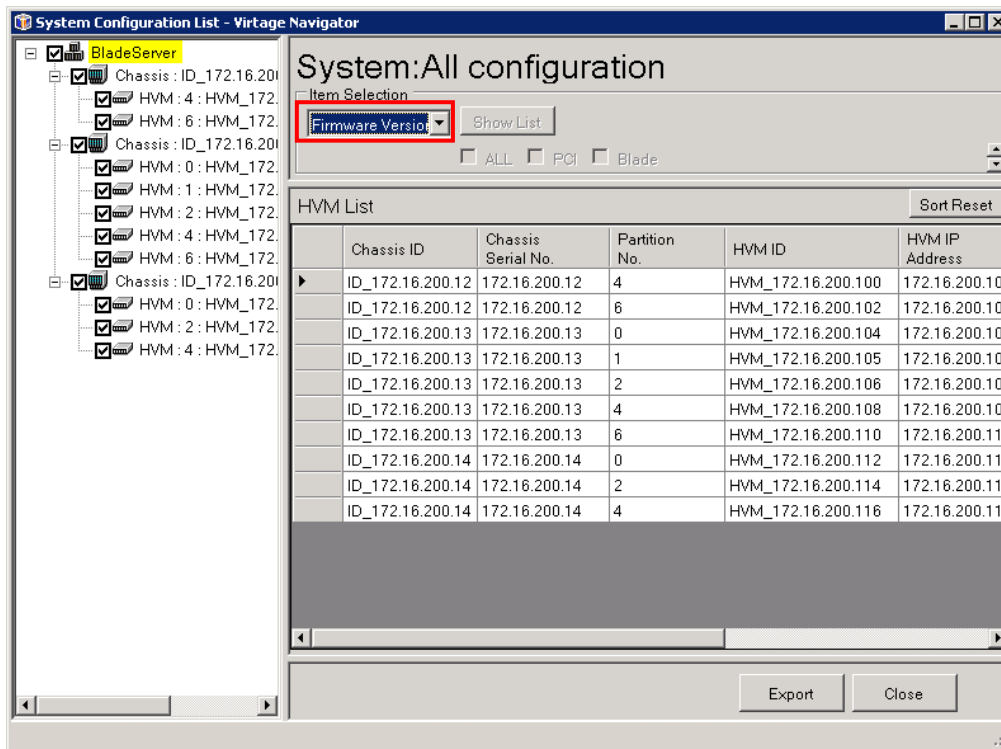 System Configuration List - Virtage Navigator
BladeServer
Chassis : ID_172.16.20
HVM : 4 : HVM_172.
HVM : 6 : HVM_172.
Chassis : ID_172.16.20
HVM : 0 : HVM_172.
HVM : 1 : HVM_172.
HVM : 2 : HVM_172.
HVM : 4 : HVM_172.
HVM : 6 : HVM_172.
Chassis : ID_172.16.20
HVM : 0 : HVM_172.
HVM : 2 : HVM_172.
HVM : 4 : HVM_172.
System:All configuration
Item Selection
Firmware Version Show List
ALL PCI Blade
HVM List Sort Reset
Chassis ID Chassis Serial No. Partition No. HVM ID HVM IP Address
ID_172.16.200.12 172.16.200.12 4 HVM_172.16.200.100 172.16.200.10
ID_172.16.200.12 172.16.200.12 6 HVM_172.16.200.102 172.16.200.10
ID_172.16.200.13 172.16.200.13 0 HVM_172.16.200.104 172.16.200.10
ID_172.16.200.13 172.16.200.13 1 HVM_172.16.200.105 172.16.200.10
ID_172.16.200.13 172.16.200.13 2 HVM_172.16.200.106 172.16.200.10
ID_172.16.200.13 172.16.200.13 4 HVM_172.16.200.108 172.16.200.10
ID_172.16.200.13 172.16.200.13 6 HVM_172.16.200.110 172.16.200.11
ID_172.16.200.14 172.16.200.14 0 HVM_172.16.200.112 172.16.200.11
ID_172.16.200.14 172.16.200.14 2 HVM_172.16.200.114 172.16.200.11
ID_172.16.200.14 172.16.200.14 4 HVM_172.16.200.116 172.16.200.11
Export Close